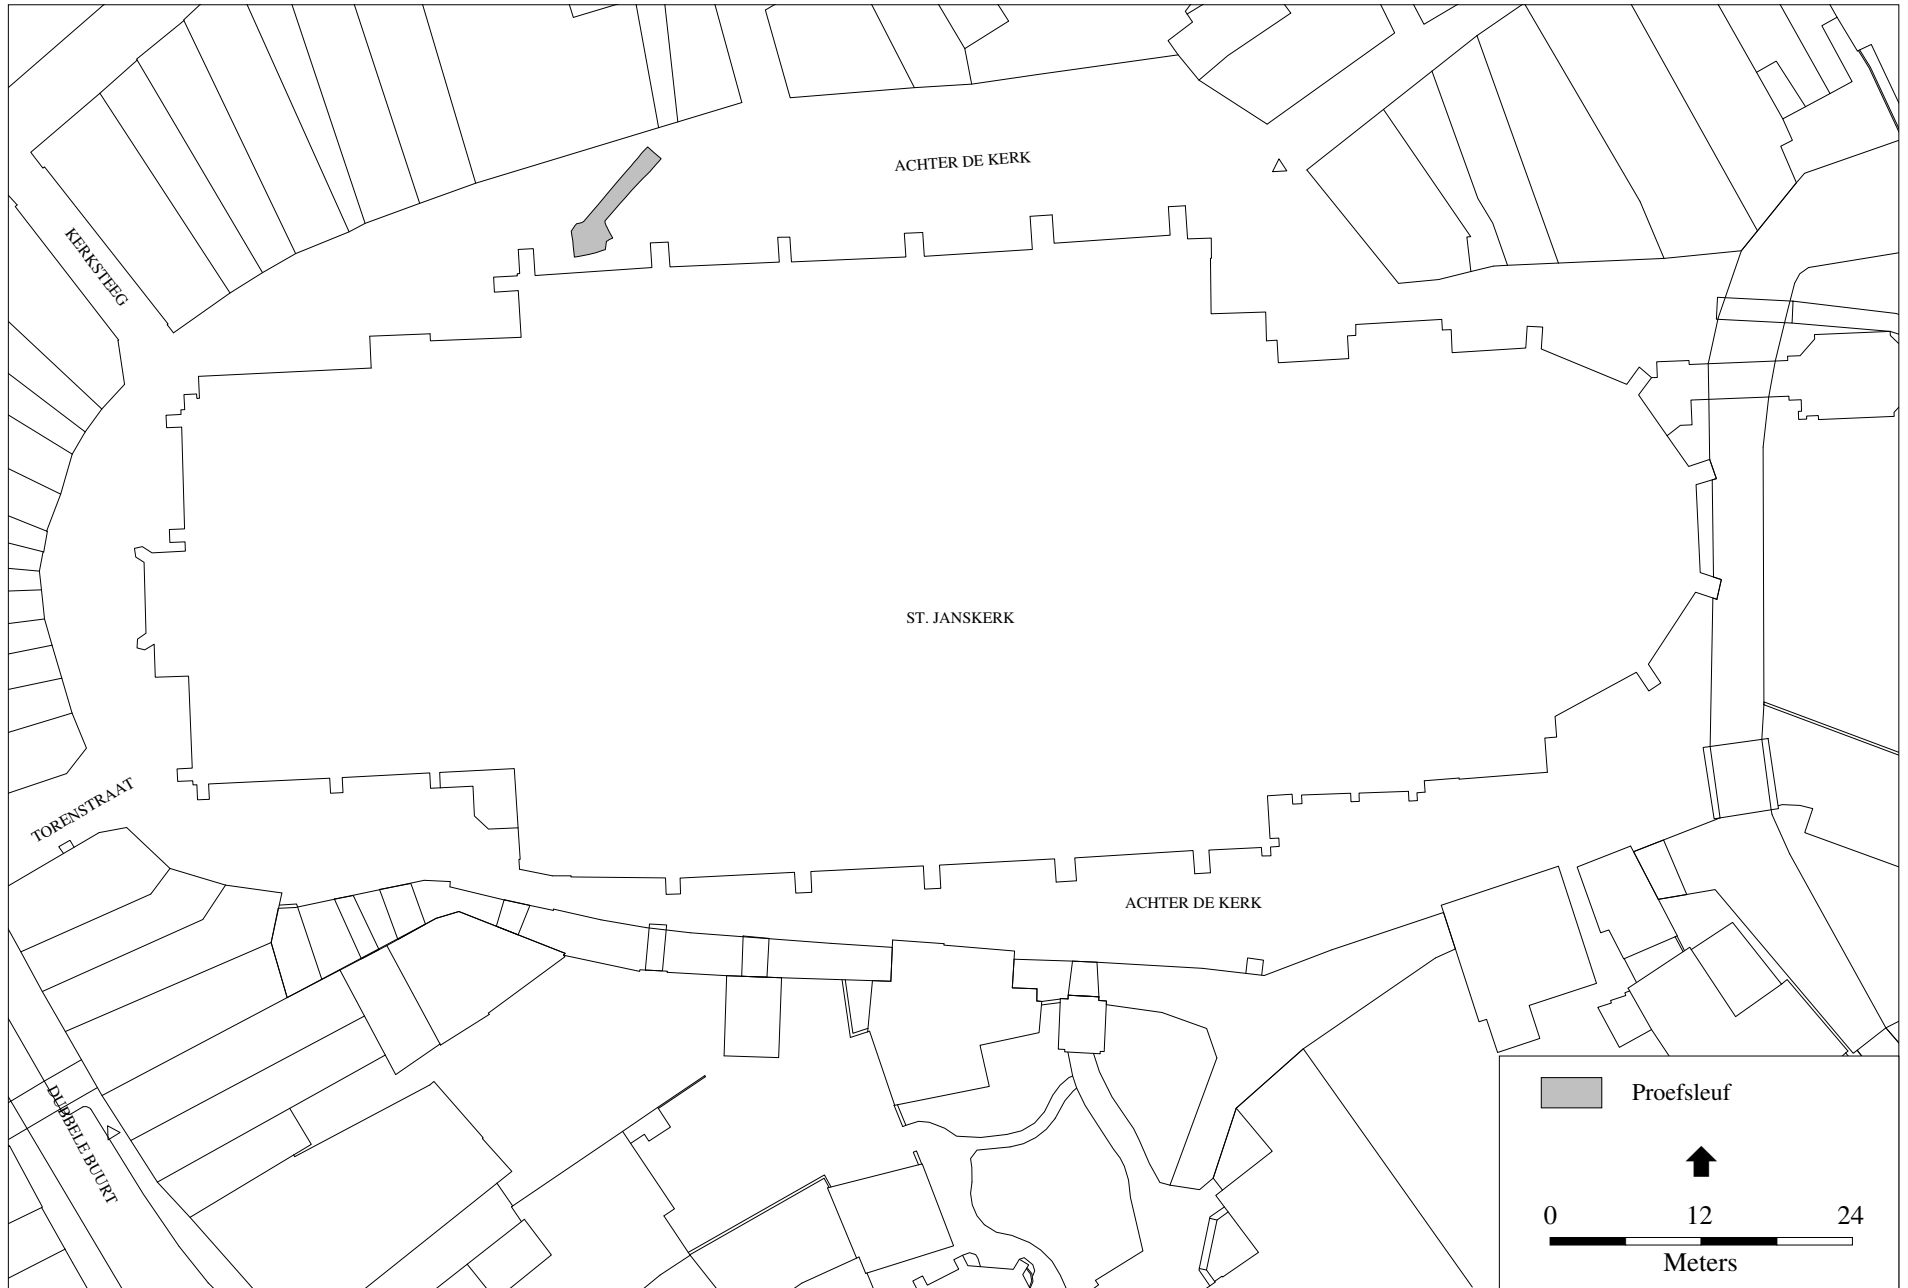 ACHTER DE KERK
KERKSTEEG
ST. JANSKERK
TORENSTRAAT
ACHTER DE KERK
DUBBELE BUURT
Proefsleuf
0 12 24
Meters